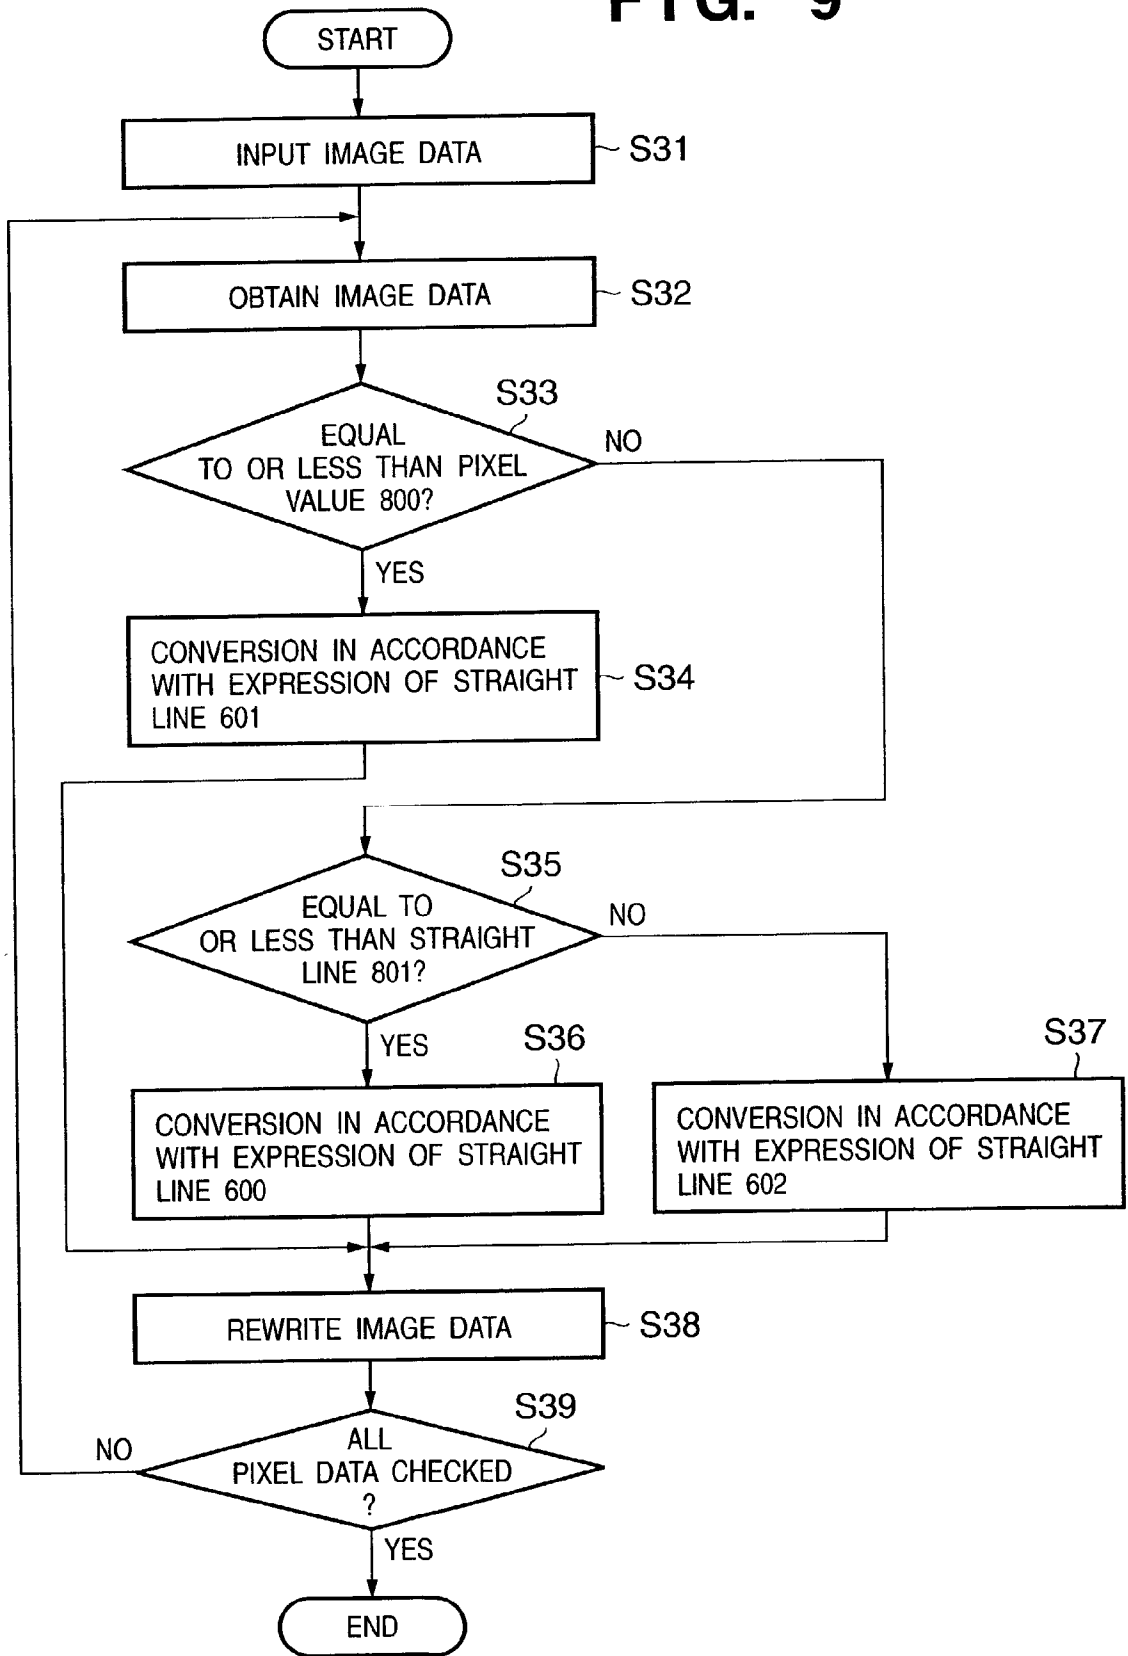 FIG. 9
START
INPUT IMAGE DATA
S31
OBTAIN IMAGE DATA
S32
S33
EQUAL
TO OR LESS THAN PIXEL
VALUE 800?
NO
YES
CONVERSION IN ACCORDANCE
WITH EXPRESSION OF STRAIGHT
LINE 601
S34
S35
EQUAL TO
OR LESS THAN STRAIGHT
LINE 801?
NO
YES
S36
CONVERSION IN ACCORDANCE
WITH EXPRESSION OF STRAIGHT
LINE 600
S37
CONVERSION IN ACCORDANCE
WITH EXPRESSION OF STRAIGHT
LINE 602
REWRITE IMAGE DATA
S38
S39
ALL
PIXEL DATA CHECKED
?
NO
YES
END